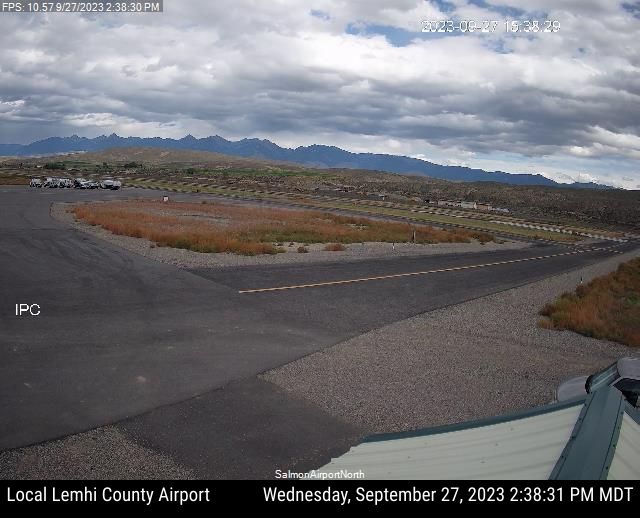 FPS: 10.57 9/27/2023 2:38:30 PM
2023-09-27 15:38:29
IPC
SalmonAirportNorth
Local Lemhi County Airport Wednesday, September 27, 2023 2:38:31 PM MDT